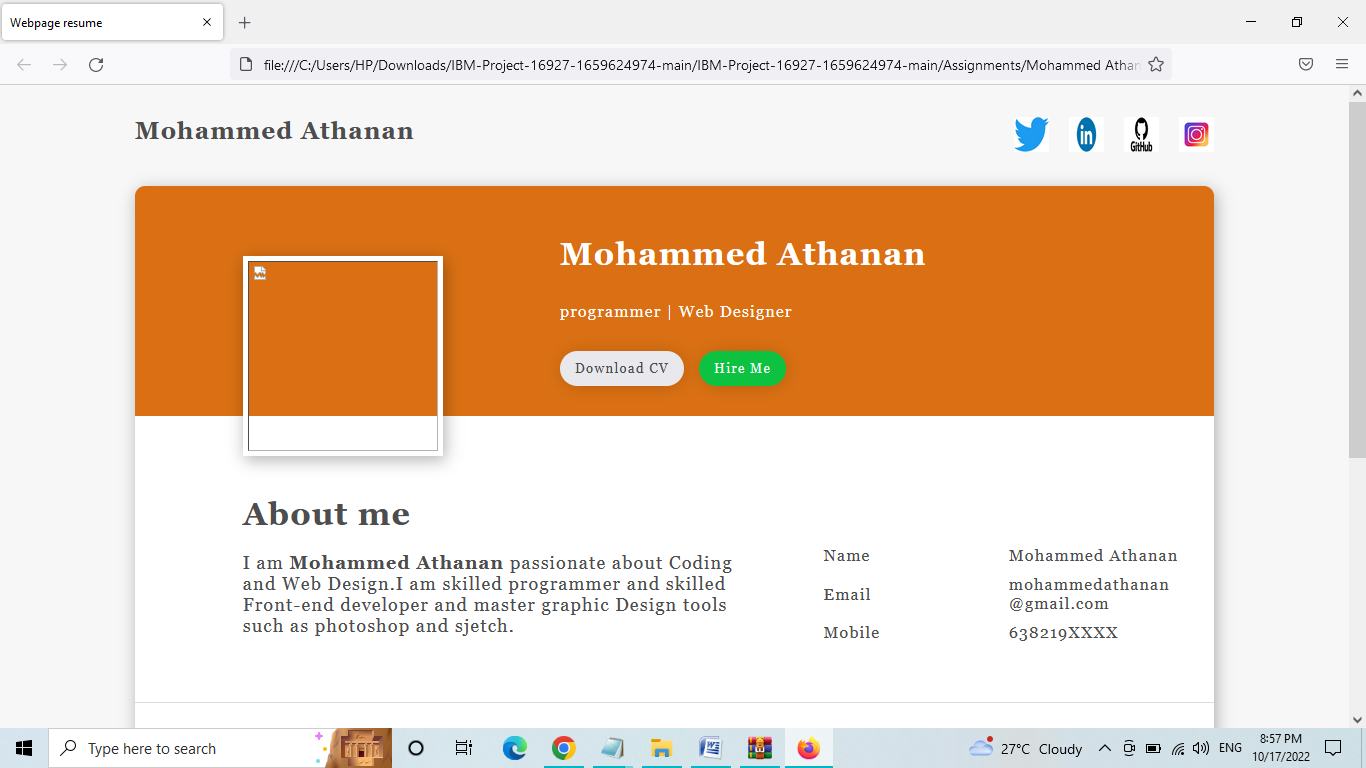 Webpage resume
file:///C:/Users/HP/Downloads/IBM-Project-16927-1659624974-main/IBM-Project-16927-1659624974-main/Assignments/Mohammed Athan
Mohammed Athanan
in
GitHub
Mohammed Athanan
programmer | Web Designer
Download CV
Hire Me
About me
I am Mohammed Athanan passionate about Coding
and Web Design.I am skilled programmer and skilled
Front-end developer and master graphic Design tools
such as photoshop and sjetch.
Name
Mohammed Athanan
Email
mohammedathanan
@gmail.com
Mobile
638219XXXX
Type here to search
27°C Cloudy
ENG
8:57 PM
10/17/2022